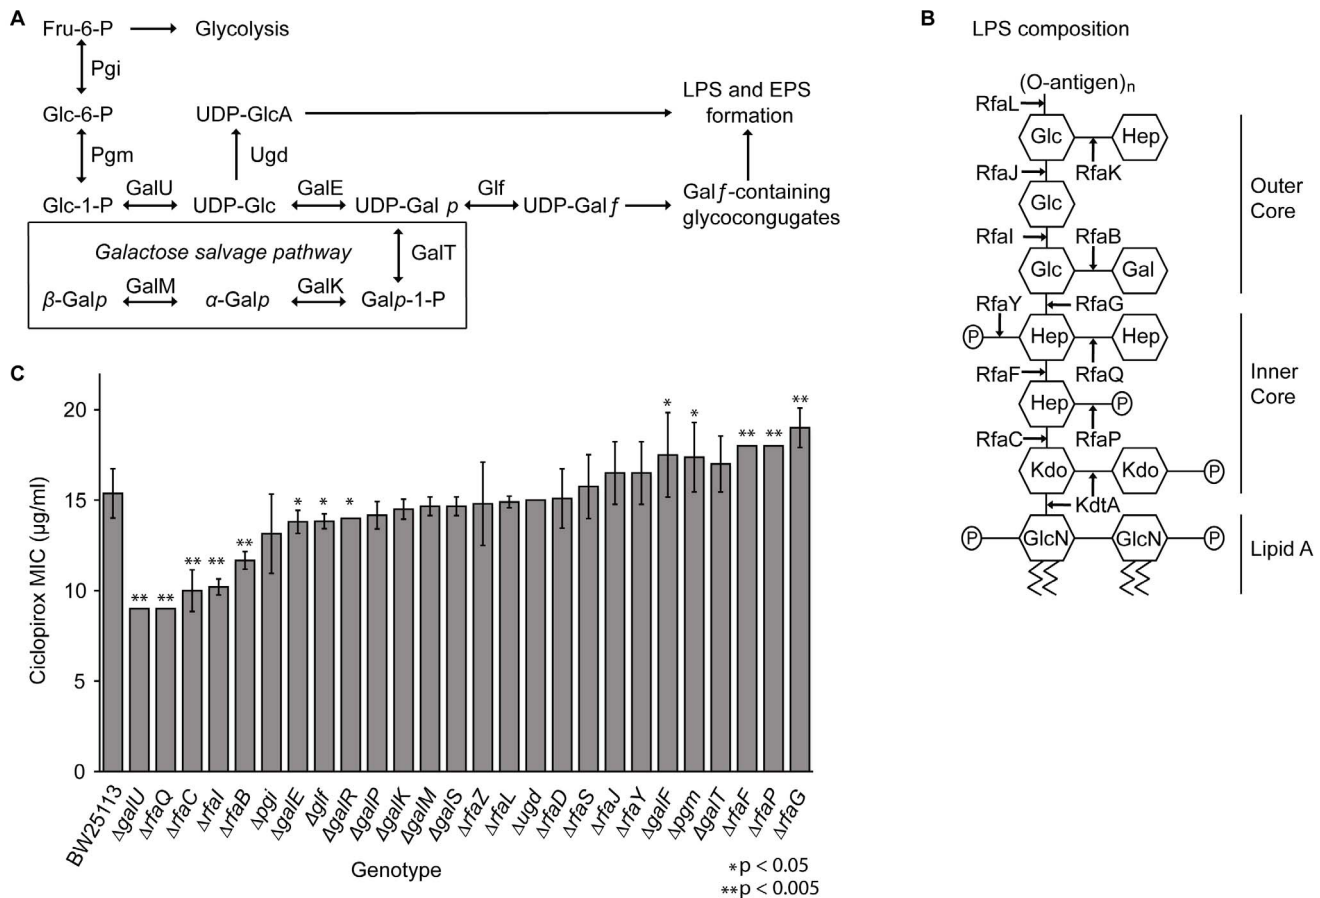 A
Fru-6-P Glycolysis
Pgi
Glc-6-P UDP-GlcA LPS and EPS
formation
Pgm Ugd
GalU GalE Glf
Glc-1-P UDP-Glc UDP-Gal p UDP-Gal f Gal f-containing
glycocongugates
Galactose salvage pathway GalT
GalM GalK
β-Galp α-Galp Galp-1-P
B
LPS composition
(O-antigen)n
RfaL
Glc Hep
RfaJ RfaK
Glc
Outer
Core
RfaI RfaB
Glc Gal
RfaY RfaG
P Hep Hep
RfaF RfaQ
Inner
Core
Hep P
RfaC RfaP
Kdo Kdo P
KdtA
P GlcN GlcN P
Lipid A
C
Ciclopirox MIC (µg/ml)
20
15
10
5
0
** ** ** ** ** * * * * * ** ** **
BW25113 ΔgalU ΔrfaQ ΔrfaC ΔrfaI ΔrfaB Δpgi ΔgalE Δglf ΔgalR ΔgalP ΔgalK ΔgalM ΔgalS ΔrfaZ ΔrfaL Δugd ΔrfaD ΔrfaS ΔrfaJ ΔrfaY ΔgalF Δpgm ΔgalT ΔrfaF ΔrfaP ΔrfaG
Genotype
*p < 0.05
**p < 0.005